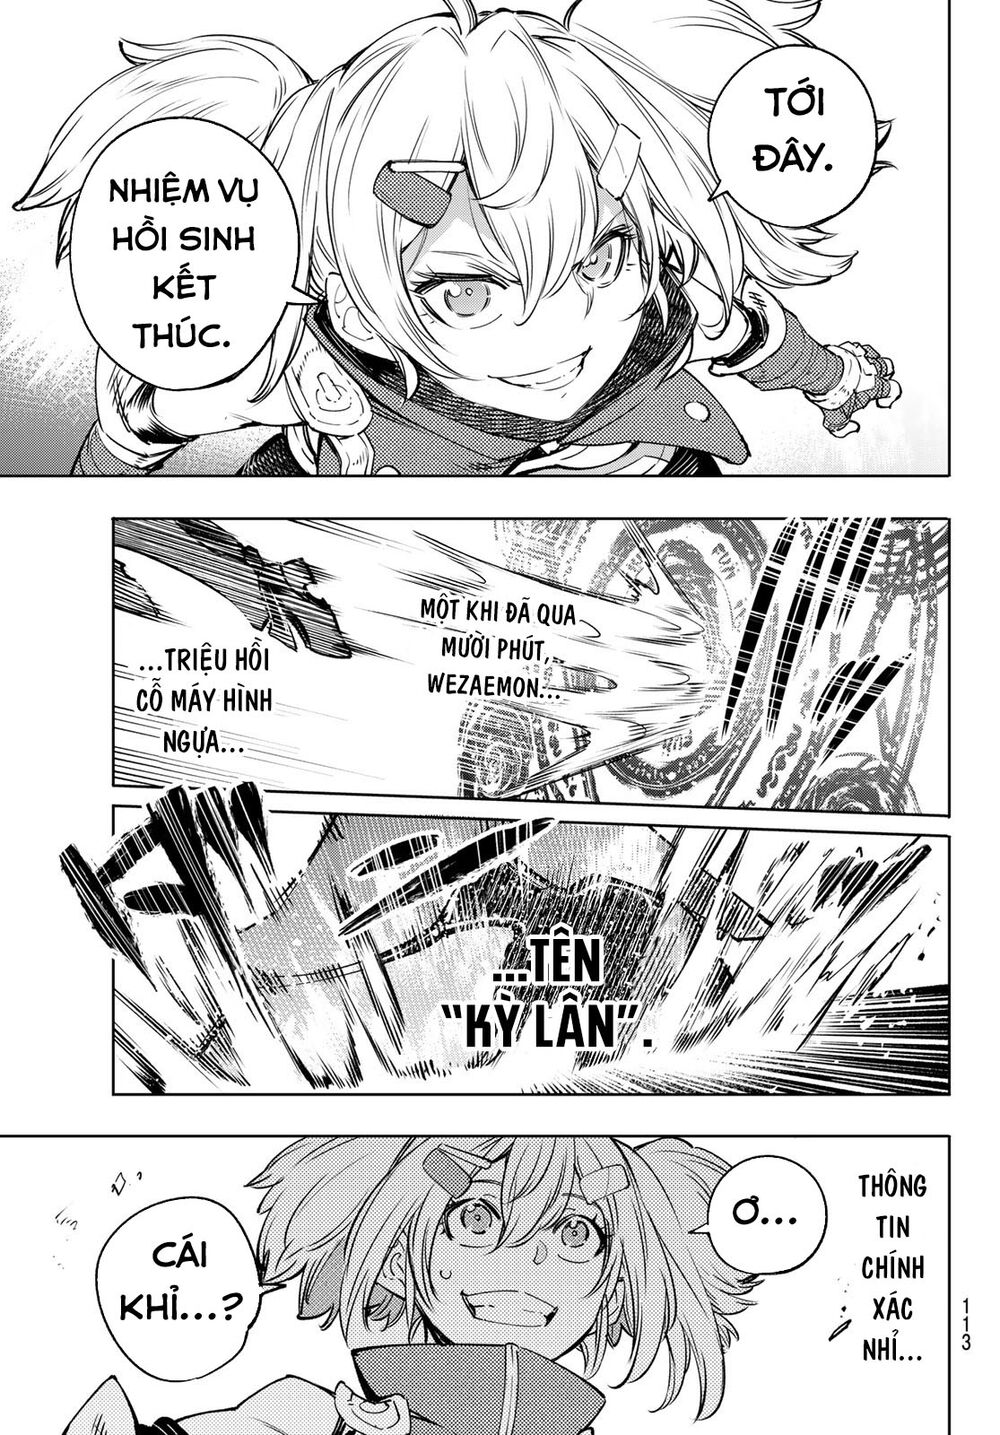 TỚI
ĐÂY.
NHIỆM VỤ
HỒI SINH
KẾT
THÚC.
MỘT KHI ĐÃ QUA
MƯỜI PHÚT,
WEZAEMON...
...TRIỆU HỒI
CỖ MÁY HÌNH
NGỰA...
...TÊN
"KỲ LÂN".
THÔNG
TIN
CHÍNH
XÁC
NHỈ...
Ơ...
CÁI
KHỈ...?
113